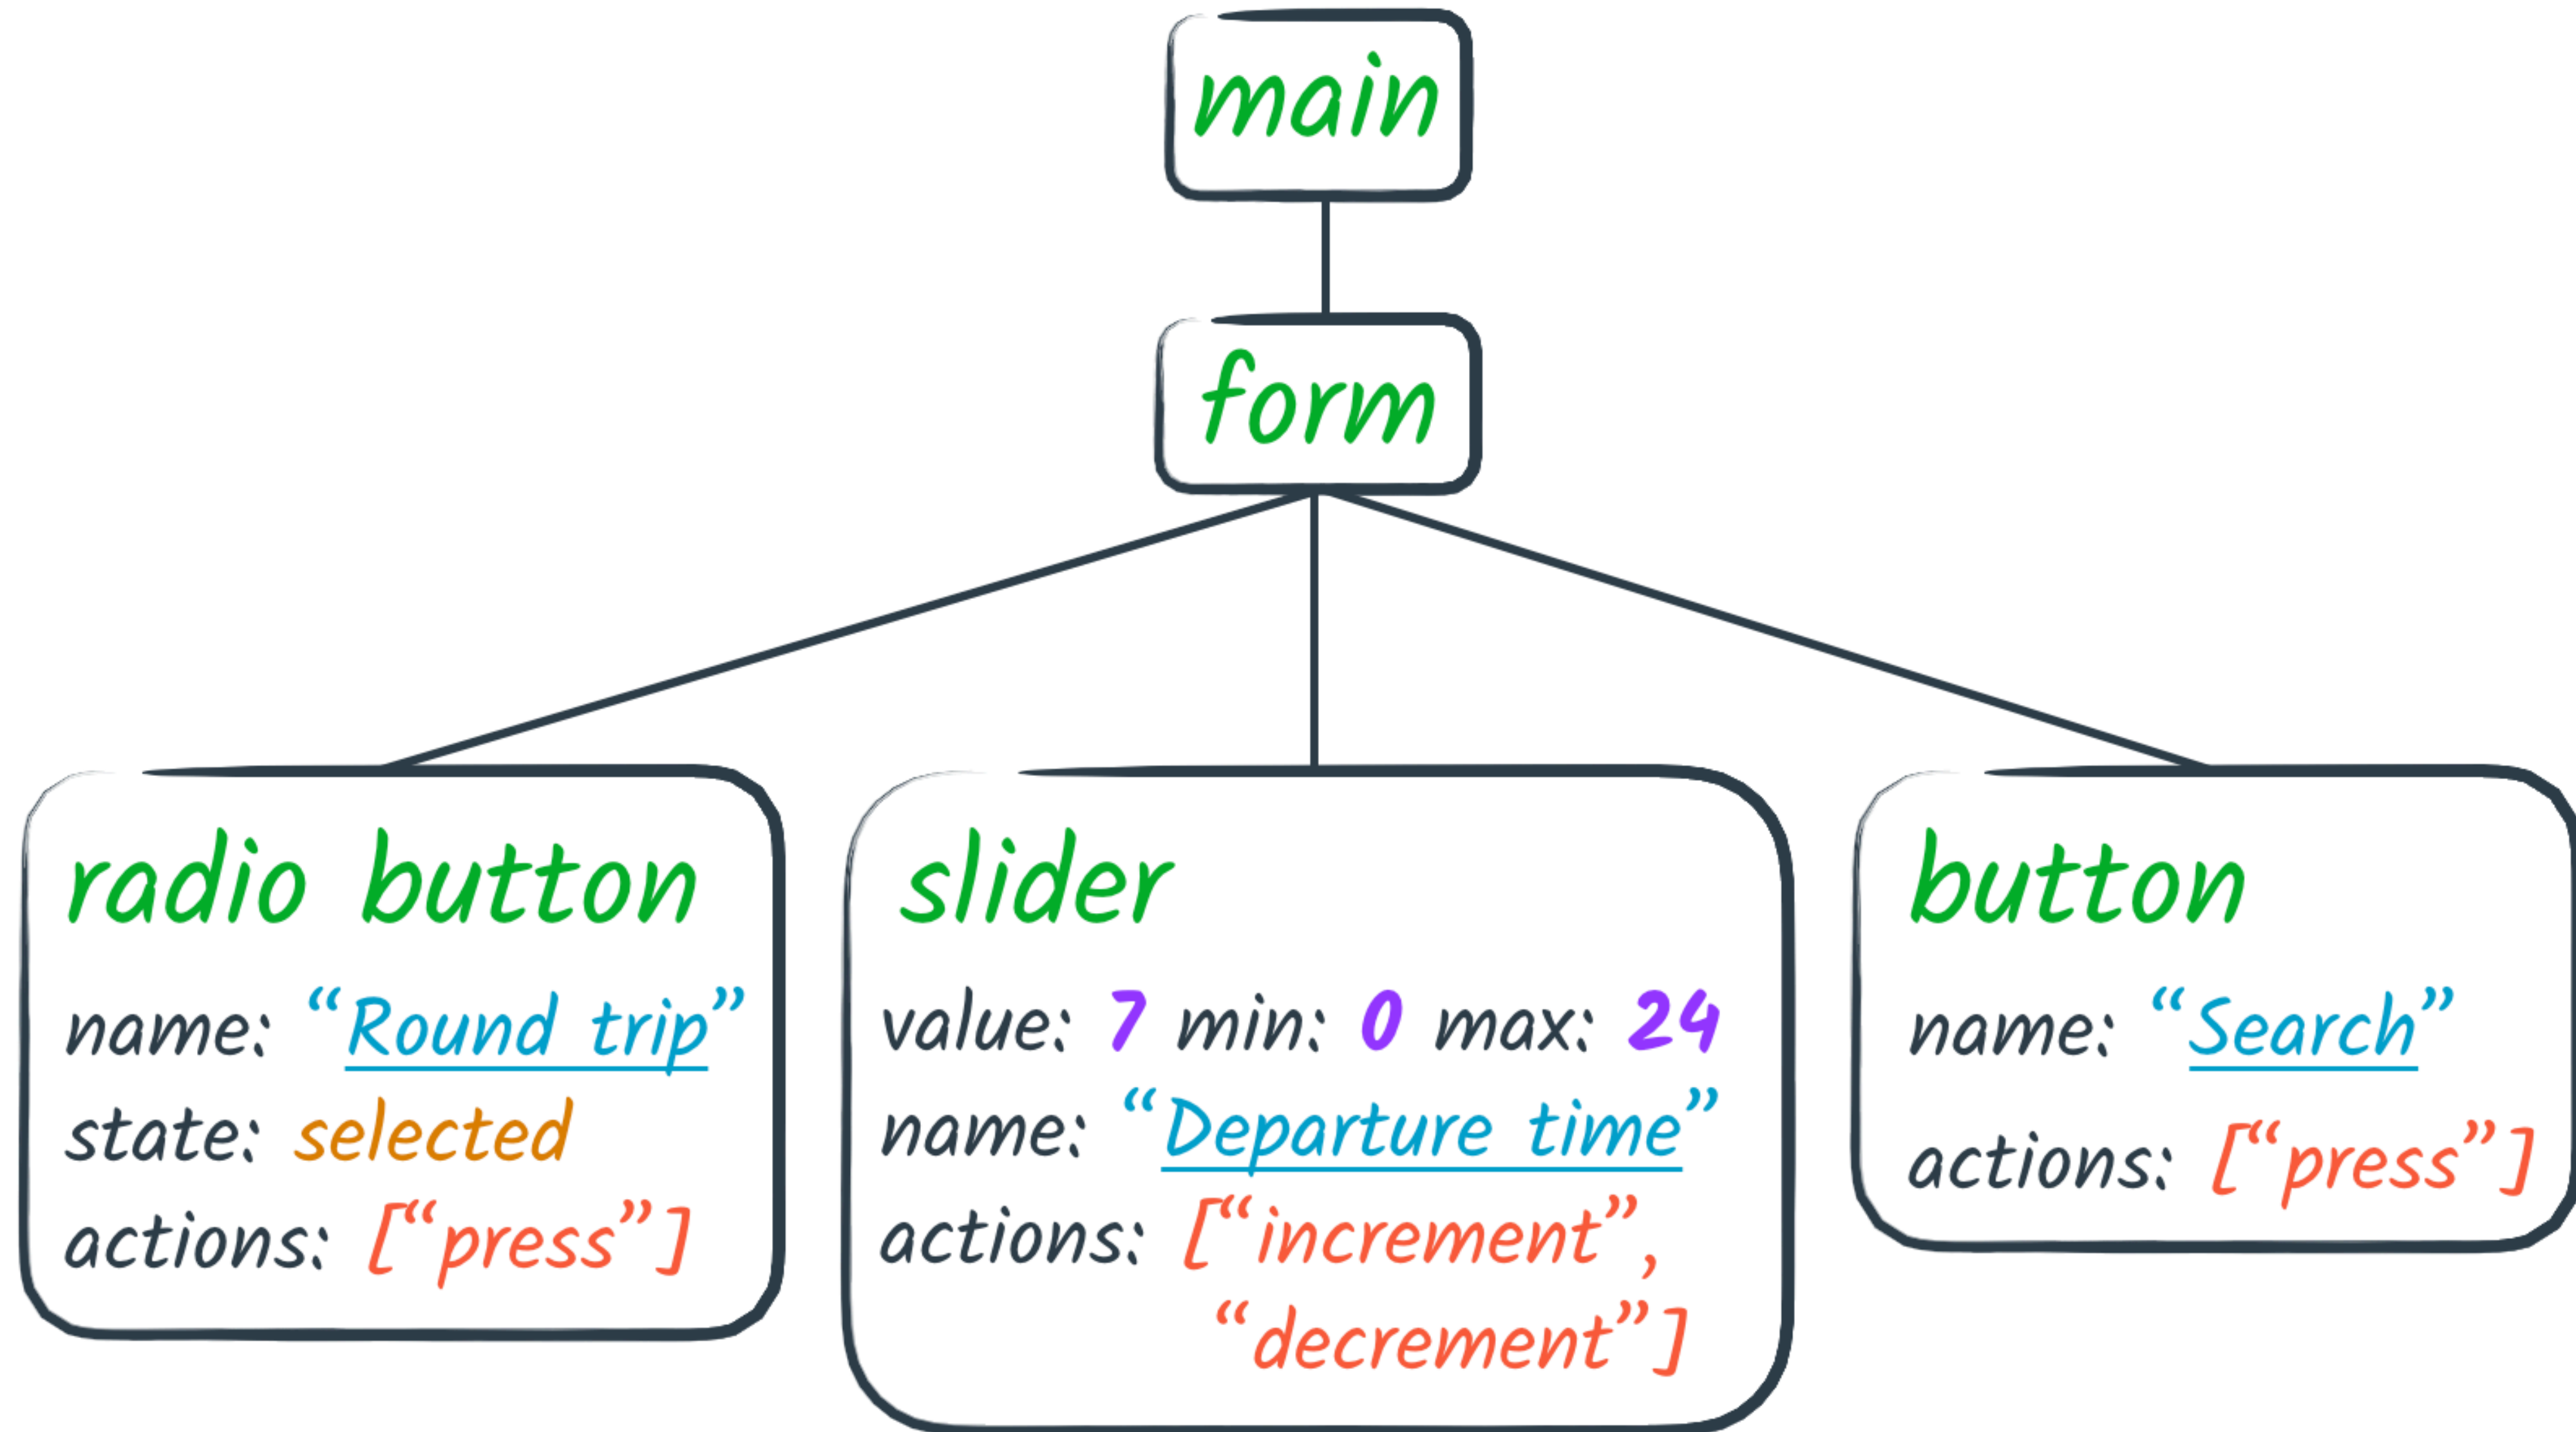 main
form
radio button
name: “Round trip”
state: selected
actions: [“press”]
slider
value: 7 min: 0 max: 24
name: “Departure time”
actions: [“increment”,
“decrement”]
button
name: “Search”
actions: [“press”]